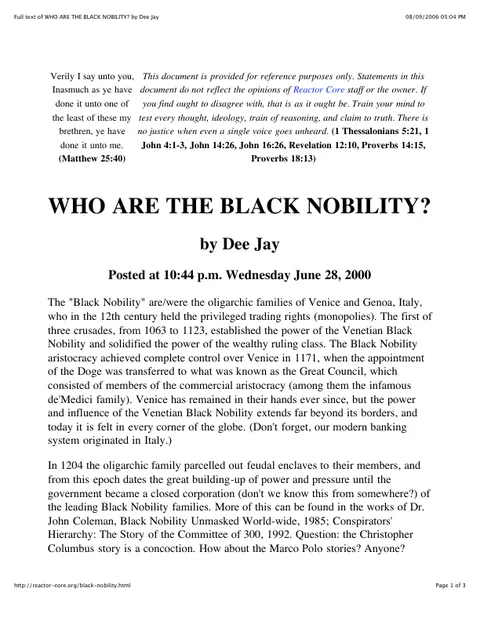 Full text of WHO ARE THE BLACK NOBILITY? by Dee Jay
08/09/2006 05:04 PM
Verily I say unto you,
Inasmuch as ye have
done it unto one of
the least of these my
brethren, ye have
done it unto me.
(Matthew 25:40)
This document is provided for reference purposes only. Statements in this
document do not reflect the opinions of Reactor Core staff or the owner. If
you find ought to disagree with, that is as it ought be. Train your mind to
test every thought, ideology, train of reasoning, and claim to truth. There is
no justice when even a single voice goes unheard. (1 Thessalonians 5:21, 1
John 4:1-3, John 14:26, John 16:26, Revelation 12:10, Proverbs 14:15,
Proverbs 18:13)
WHO ARE THE BLACK NOBILITY?
by Dee Jay
Posted at 10:44 p.m. Wednesday June 28, 2000
The "Black Nobility" are/were the oligarchic families of Venice and Genoa, Italy,
who in the 12th century held the privileged trading rights (monopolies). The first of
three crusades, from 1063 to 1123, established the power of the Venetian Black
Nobility and solidified the power of the wealthy ruling class. The Black Nobility
aristocracy achieved complete control over Venice in 1171, when the appointment
of the Doge was transferred to what was known as the Great Council, which
consisted of members of the commercial aristocracy (among them the infamous
de'Medici family). Venice has remained in their hands ever since, but the power
and influence of the Venetian Black Nobility extends far beyond its borders, and
today it is felt in every corner of the globe. (Don't forget, our modern banking
system originated in Italy.)
In 1204 the oligarchic family parcelled out feudal enclaves to their members, and
from this epoch dates the great building-up of power and pressure until the
government became a closed corporation (don't we know this from somewhere?) of
the leading Black Nobility families. More of this can be found in the works of Dr.
John Coleman, Black Nobility Unmasked World-wide, 1985; Conspirators'
Hierarchy: The Story of the Committee of 300, 1992. Question: the Christopher
Columbus story is a concoction. How about the Marco Polo stories? Anyone?
http://reactor-core.org/black-nobility.html
Page 1 of 3